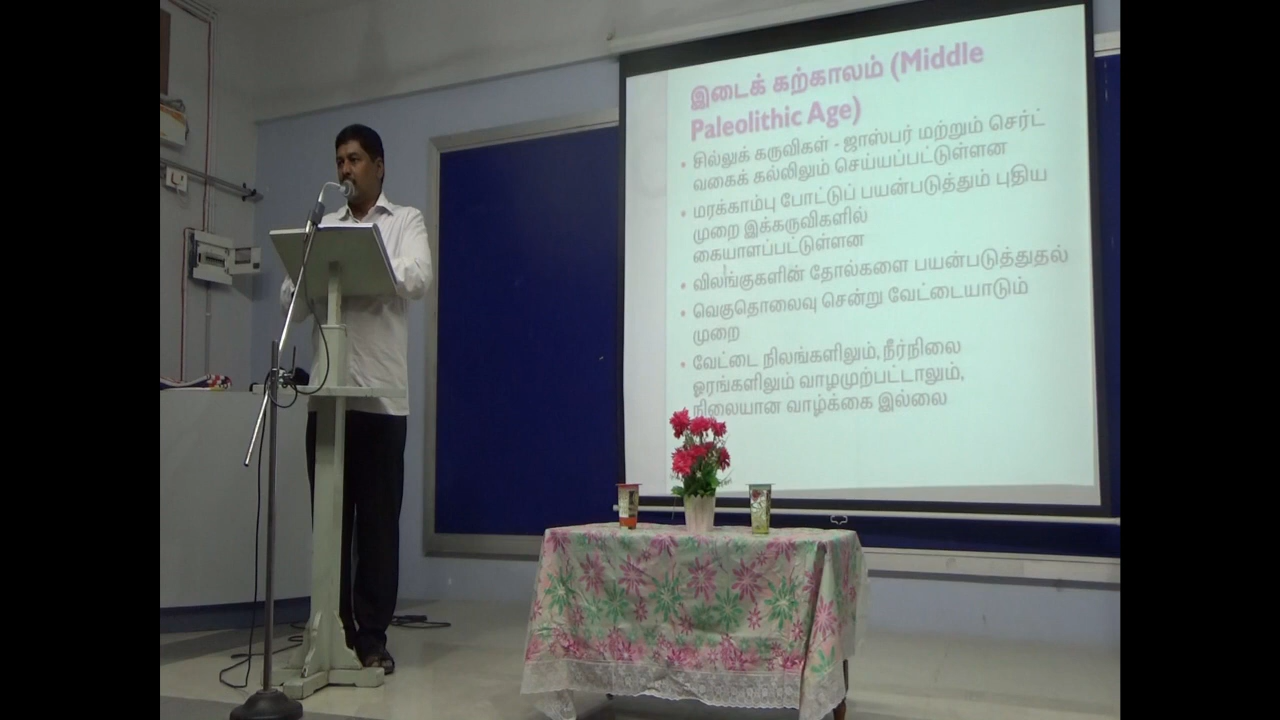 இடைக் கற்காலம் (Middle
Paleolithic Age)
• சில்லுக் கருவிகள் - ஜாஸ்பர் மற்றும் செர்ட்
வகைக் கல்லிலும் செய்யப்பட்டுள்ளன
• மரக்காம்பு போட்டுப் பயன்படுத்தும் புதிய
முறை இக்கருவிகளில்
கையாளப்பட்டுள்ளன
• விலங்குகளின் தோல்களை பயன்படுத்துதல்
• வெகுதொலைவு சென்று வேட்டையாடும்
முறை
• வேட்டை நிலங்களிலும், நீர்நிலை
ஓரங்களிலும் வாழமுற்பட்டாலும்,
நிலையான வாழ்க்கை இல்லை